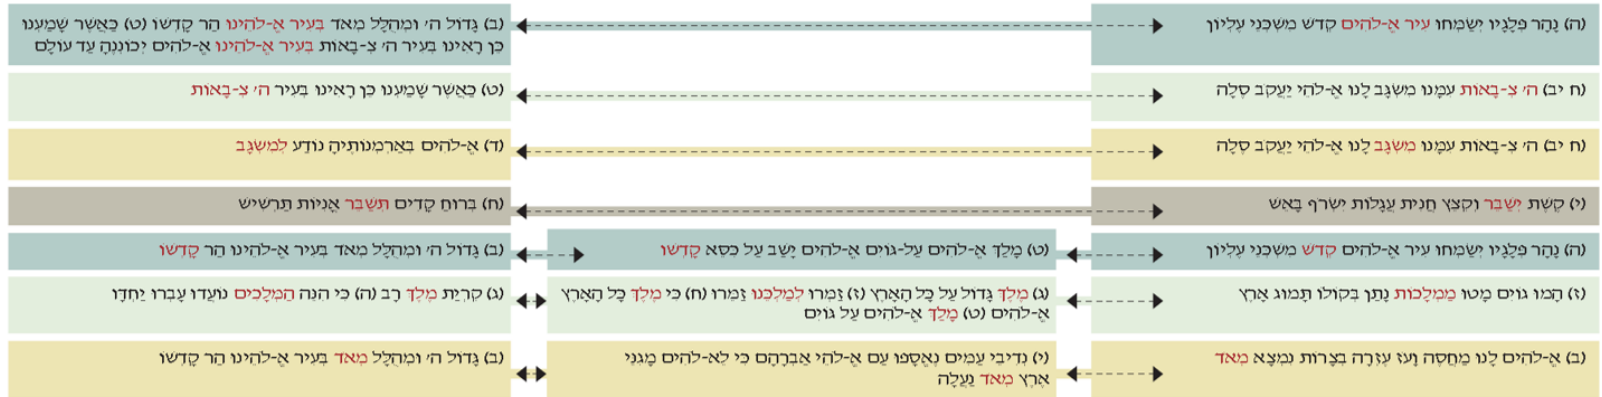 (ה) נָהָר פְּלָגָיו יְשַׂמְּחוּ עִיר אֱ-לֹהִים קְדֹשׁ מִשְׁכְּנֵי עֶלְיוֹן
(ב) גָּדוֹל ה' וּמְהֻלָּל מְאֹד בְּעִיר אֱ-לֹהֵינוּ הַר קָדְשׁוֹ (ט) כַּאֲשֶׁר שָׁמַעְנוּ
כֵּן רָאִינוּ בְּעִיר ה' צְ-בָאוֹת בְּעִיר אֱ-לֹהֵינוּ אֱ-לֹהִים יְכוֹנְנֶהָ עַד עוֹלָם
(ח יב) ה' צְ-בָאוֹת עִמָּנוּ מִשְׂגָּב לָנוּ אֱ-לֹהֵי יַעֲקֹב סֶלָה
(ט) כַּאֲשֶׁר שָׁמַעְנוּ כֵּן רָאִינוּ בְּעִיר ה' צְ-בָאוֹת
(ח יב) ה' צְ-בָאוֹת עִמָּנוּ מִשְׂגָּב לָנוּ אֱ-לֹהֵי יַעֲקֹב סֶלָה
(ד) אֱ-לֹהִים בְּאַרְמְנוֹתֶיהָ נוֹדַע לְמִשְׂגָּב
(י) קֶשֶׁת יְשַׁבֵּר וְקִצֵּץ חֲנִית עֲגָלוֹת יִשְׂרֹף בָּאֵשׁ
(ח) בְּרוּחַ קָדִים תְּשַׁבֵּר אֳנִיּוֹת תַּרְשִׁישׁ
(ה) נָהָר פְּלָגָיו יְשַׂמְּחוּ עִיר אֱ-לֹהִים קְדֹשׁ מִשְׁכְּנֵי עֶלְיוֹן
(ט) מָלַךְ אֱ-לֹהִים עַל-גּוֹיִם אֱ-לֹהִים יָשַׁב עַל כִּסֵּא קָדְשׁוֹ
(ב) גָּדוֹל ה' וּמְהֻלָּל מְאֹד בְּעִיר אֱ-לֹהֵינוּ הַר קָדְשׁוֹ
(ז) הָמוּ גוֹיִם מָטוּ מַמְלָכוֹת נָתַן בְּקוֹלוֹ תָּמוּג אָרֶץ
(ג) מֶלֶךְ גָּדוֹל עַל כָּל הָאָרֶץ (ז) זַמְּרוּ לְמַלְכֵּנוּ זַמֵּרוּ (ח) כִּי מֶלֶךְ כָּל הָאָרֶץ
אֱ-לֹהִים (ט) מָלַךְ אֱ-לֹהִים עַל גּוֹיִם
(ג) קִרְיַת מֶלֶךְ רָב (ה) כִּי הִנֵּה הַמְּלָכִים נוֹעֲדוּ עָבְרוּ יַחְדָּו
(ב) אֱ-לֹהִים לָנוּ מַחֲסֶה וָעֹז עֶזְרָה בְצָרוֹת נִמְצָא מְאֹד
(י) נְדִיבֵי עַמִּים נֶאֱסָפוּ עַם אֱ-לֹהֵי אַבְרָהָם כִּי לֵא-לֹהִים מָגִנֵּי
אֶרֶץ מְאֹד נַעֲלָה
(ב) גָּדוֹל ה' וּמְהֻלָּל מְאֹד בְּעִיר אֱ-לֹהֵינוּ הַר קָדְשׁוֹ